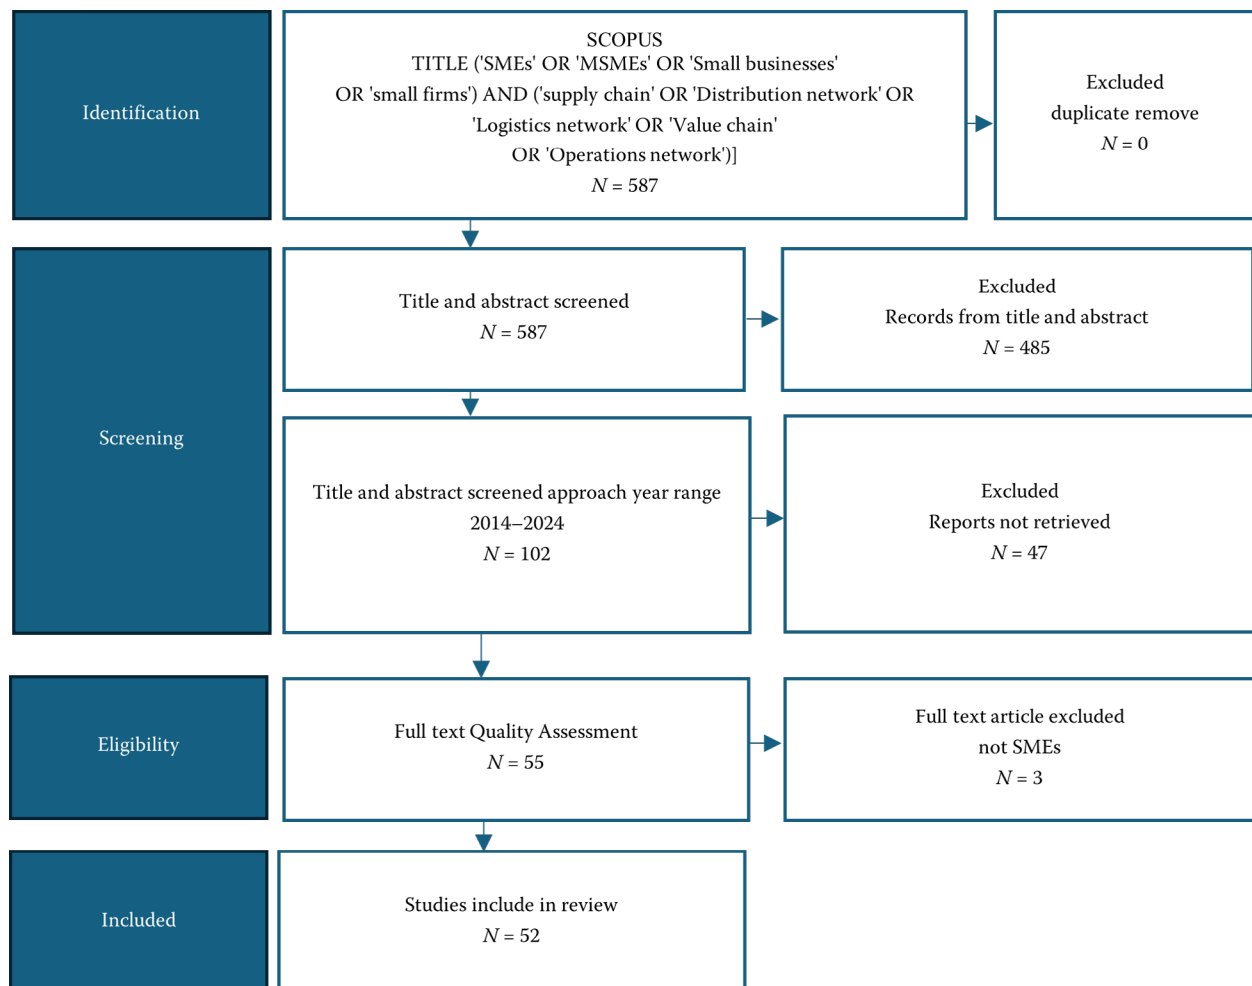 Identification
SCOPUS
TITLE ('SMEs' OR 'MSMEs' OR 'Small businesses'
OR 'small firms') AND ('supply chain' OR 'Distribution network' OR
'Logistics network' OR 'Value chain'
OR 'Operations network')]
N = 587
Excluded
duplicate remove
N = 0
Screening
Title and abstract screened
N = 587
Excluded
Records from title and abstract
N = 485
Title and abstract screened approach year range
2014–2024
N = 102
Excluded
Reports not retrieved
N = 47
Eligibility
Full text Quality Assessment
N = 55
Full text article excluded
not SMEs
N = 3
Included
Studies include in review
N = 52